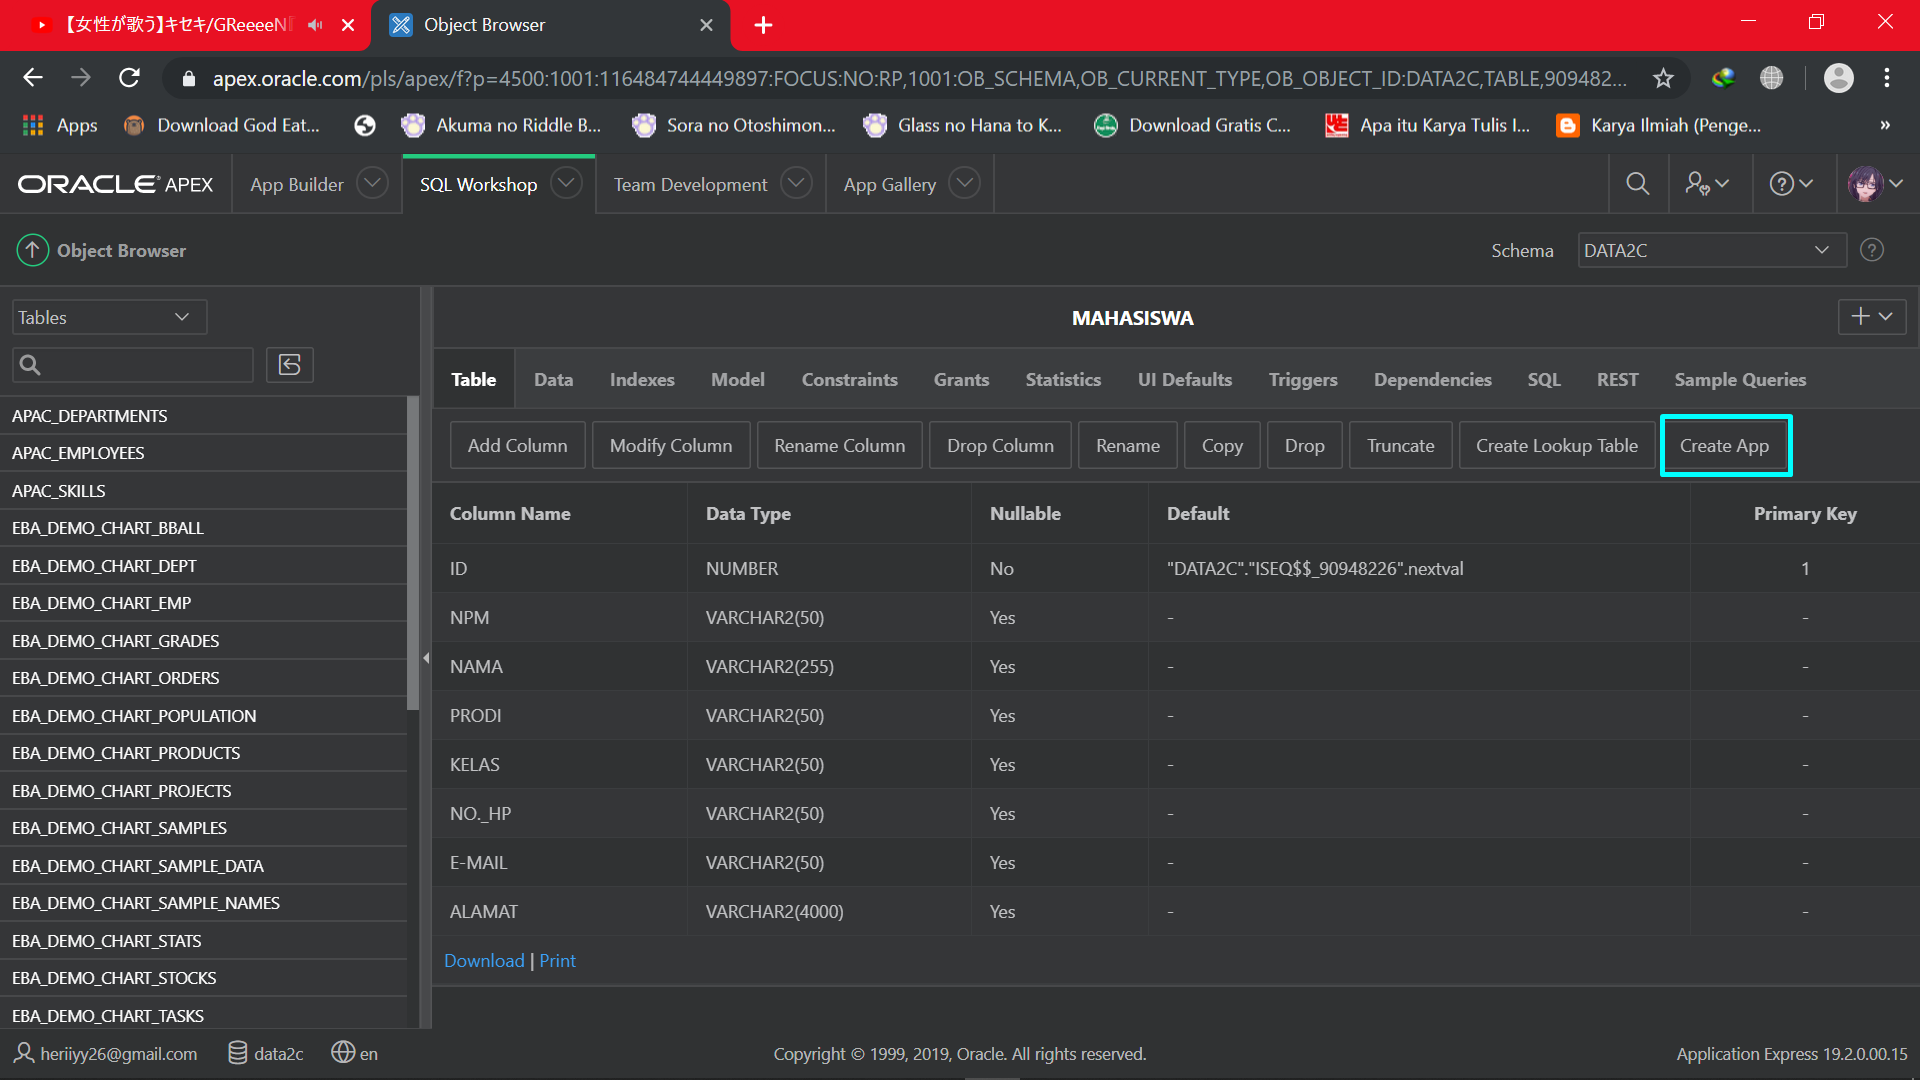 【女性が歌う】キセキ/GReeeeN
Object Browser
apex.oracle.com/pls/apex/f?p=4500:1001:116484744449897:FOCUS:NO:RP,1001:OB_SCHEMA,OB_CURRENT_TYPE,OB_OBJECT_ID:DATA2C,TABLE,909482...
Apps Download God Eat... Akuma no Riddle B... Sora no Otoshimon... Glass no Hana to K... Download Gratis C... Apa itu Karya Tulis I... Karya Ilmiah (Penge... »
ORACLE APEX App Builder SQL Workshop Team Development App Gallery
Object Browser
Schema DATA2C
Tables
MAHASISWA
Table Data Indexes Model Constraints Grants Statistics UI Defaults Triggers Dependencies SQL REST Sample Queries
Add Column Modify Column Rename Column Drop Column Rename Copy Drop Truncate Create Lookup Table Create App
APAC_DEPARTMENTS
APAC_EMPLOYEES
APAC_SKILLS
EBA_DEMO_CHART_BBALL
EBA_DEMO_CHART_DEPT
EBA_DEMO_CHART_EMP
EBA_DEMO_CHART_GRADES
EBA_DEMO_CHART_ORDERS
EBA_DEMO_CHART_POPULATION
EBA_DEMO_CHART_PRODUCTS
EBA_DEMO_CHART_PROJECTS
EBA_DEMO_CHART_SAMPLES
EBA_DEMO_CHART_SAMPLE_DATA
EBA_DEMO_CHART_SAMPLE_NAMES
EBA_DEMO_CHART_STATS
EBA_DEMO_CHART_STOCKS
EBA_DEMO_CHART_TASKS
Column Name Data Type Nullable Default Primary Key
ID NUMBER No "DATA2C"."ISEQ$$_90948226".nextval 1
NPM VARCHAR2(50) Yes - -
NAMA VARCHAR2(255) Yes - -
PRODI VARCHAR2(50) Yes - -
KELAS VARCHAR2(50) Yes - -
NO._HP VARCHAR2(50) Yes - -
E-MAIL VARCHAR2(50) Yes - -
ALAMAT VARCHAR2(4000) Yes - -
Download | Print
heriiyy26@gmail.com data2c en
Copyright © 1999, 2019, Oracle. All rights reserved.
Application Express 19.2.0.00.15